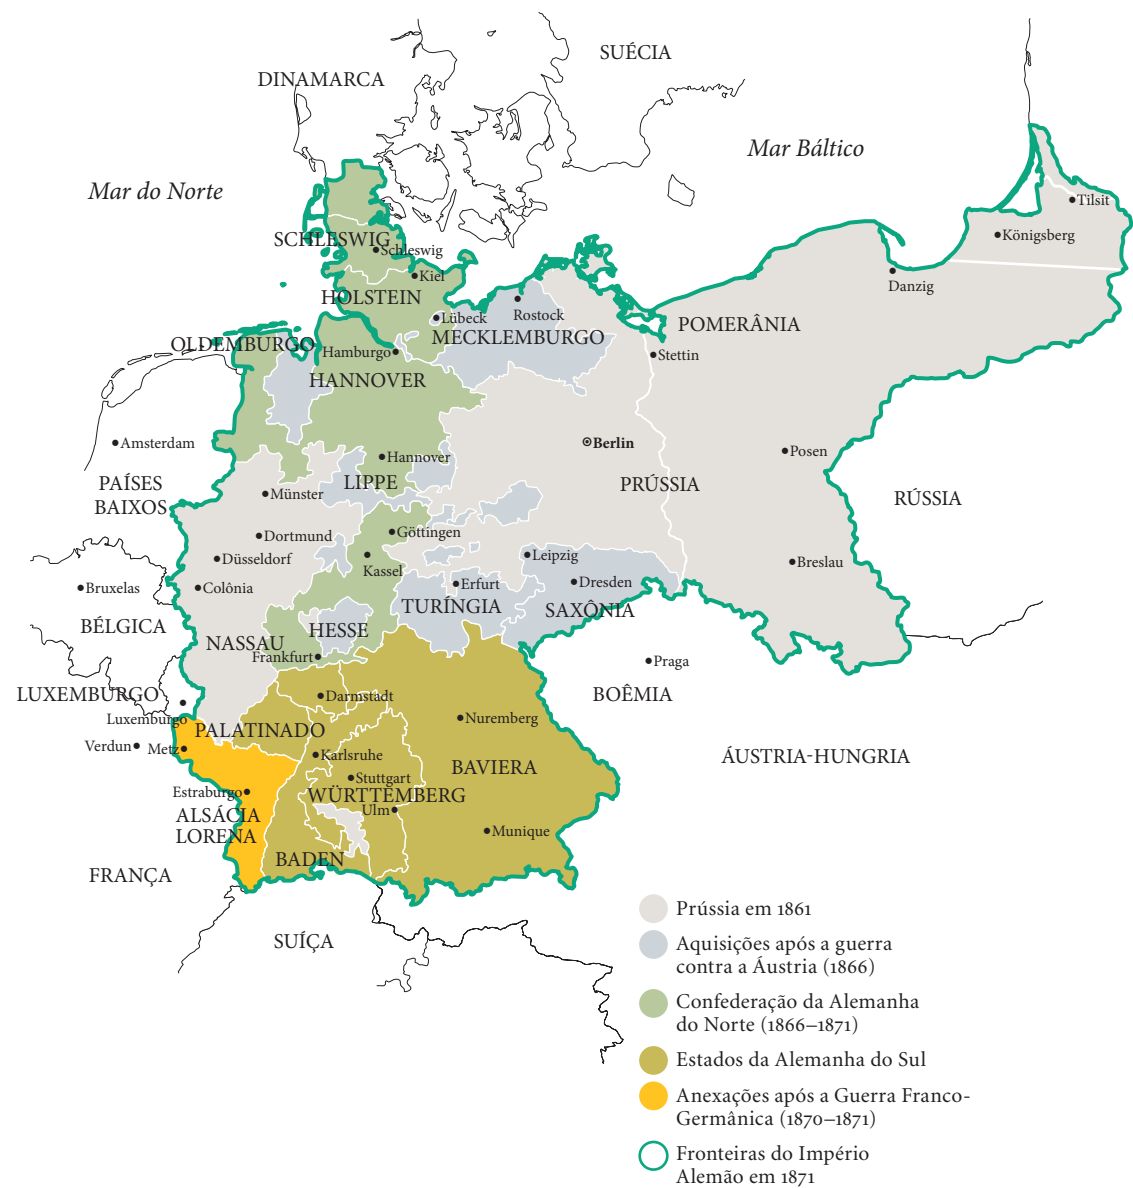 SUÉCIA
DINAMARCA
Mar Báltico
Mar do Norte
Tilsit
Königsberg
SCHLESWIG
Schleswig
Kiel
Danzig
HOLSTEIN
Lübeck
Rostock
MECKLEMBURGO
POMERÂNIA
OLDEMBURGO
Hamburgo
Stettin
HANNOVER
Amsterdam
Berlin
Posen
Hannover
PAÍSES
BAIXOS
LIPPE
PRÚSSIA
RÚSSIA
Münster
Dortmund
Göttingen
Düsseldorf
Kassel
Leipzig
Breslau
Bruxelas
Colônia
Erfurt
Dresden
TURÍNGIA
SAXÔNIA
BÉLGICA
NASSAU
HESSE
Frankfurt
Praga
LUXEMBURGO
Luxemburgo
Darmstadt
BOÊMIA
Nuremberg
PALATINADO
Verdun
Metz
Karlsruhe
ÁUSTRIA-HUNGRIA
BAVIERA
Stuttgart
Estraburgo
WÜRTTEMBERG
Ulm
ALSÁCIA
LORENA
Munique
BADEN
FRANÇA
SUÍÇA
Prússia em 1861
Aquisições após a guerra
contra a Áustria (1866)
Confederação da Alemanha
do Norte (1866–1871)
Estados da Alemanha do Sul
Anexações após a Guerra Franco-
Germânica (1870–1871)
Fronteiras do Império
Alemão em 1871